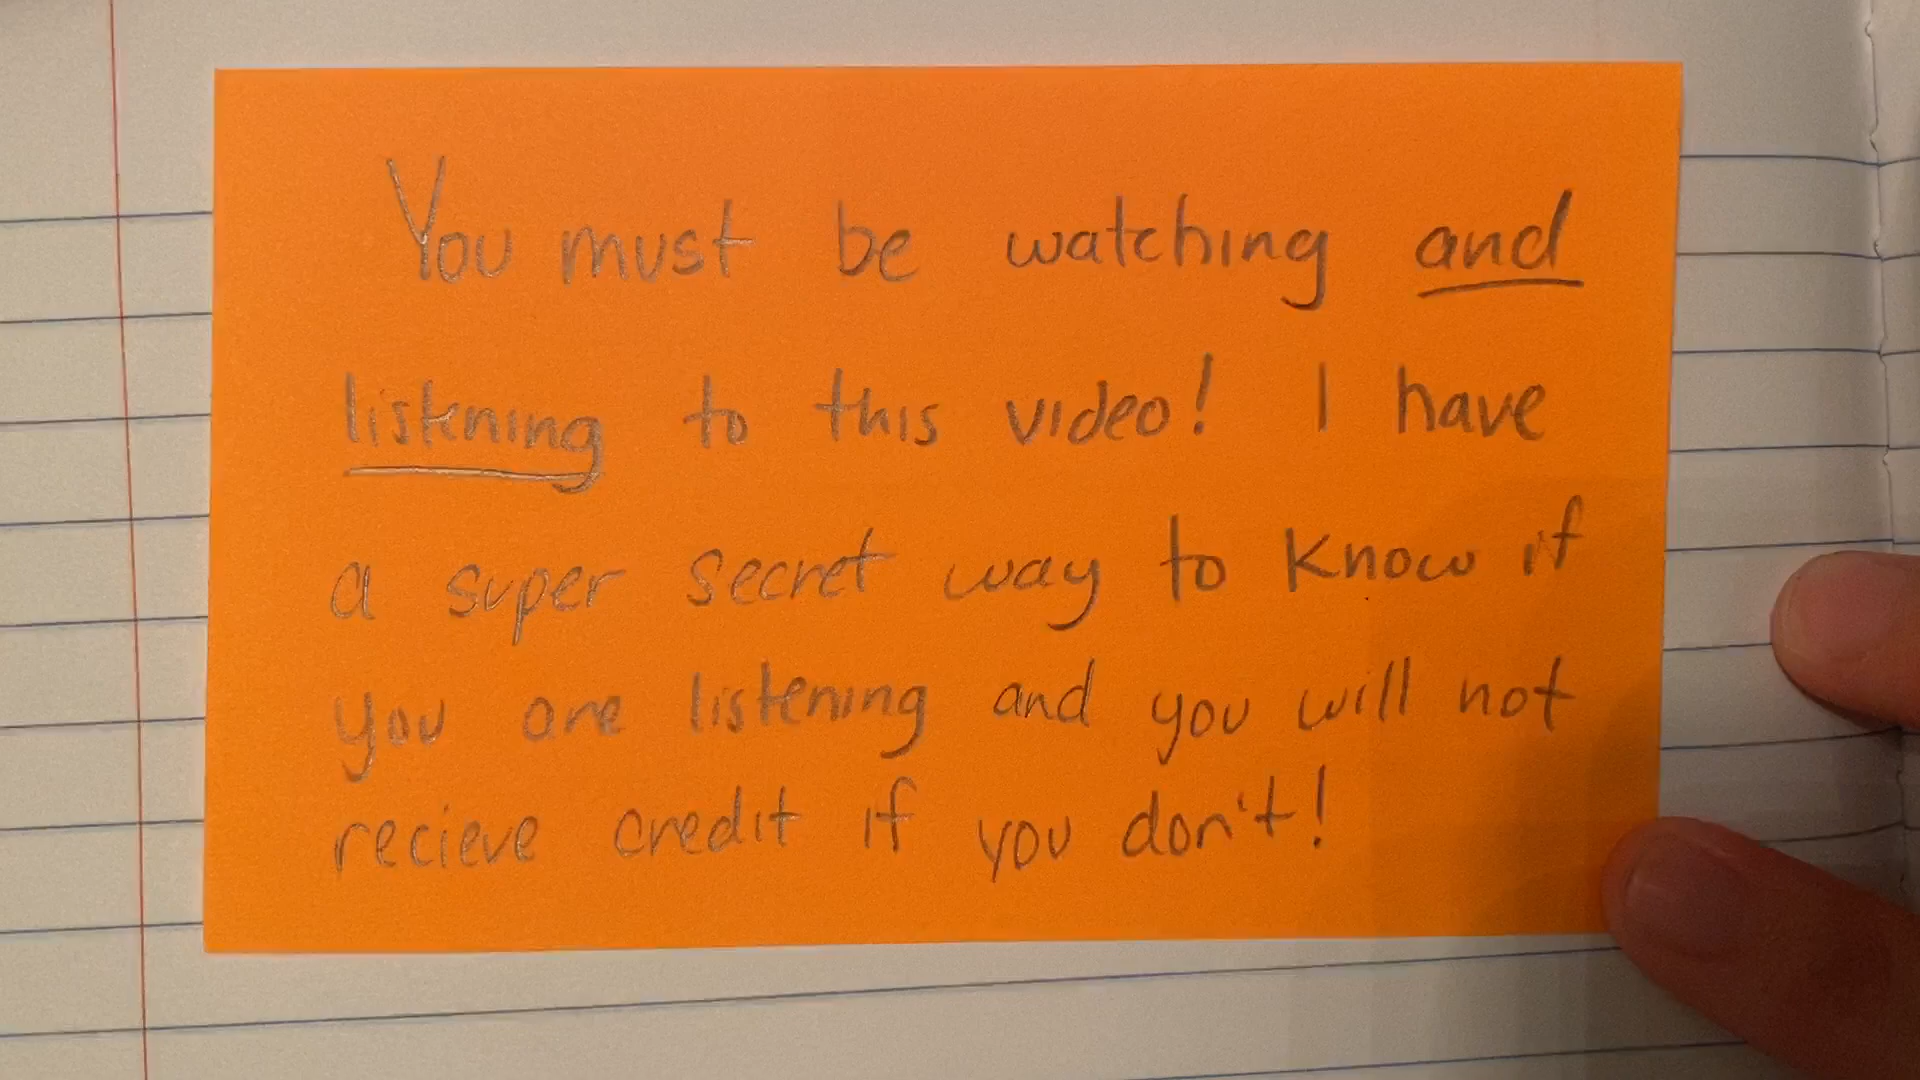 You must be watching and
listening to this video! I have
a super secret way to know if
you are listening and you will not
recieve credit if you don't!